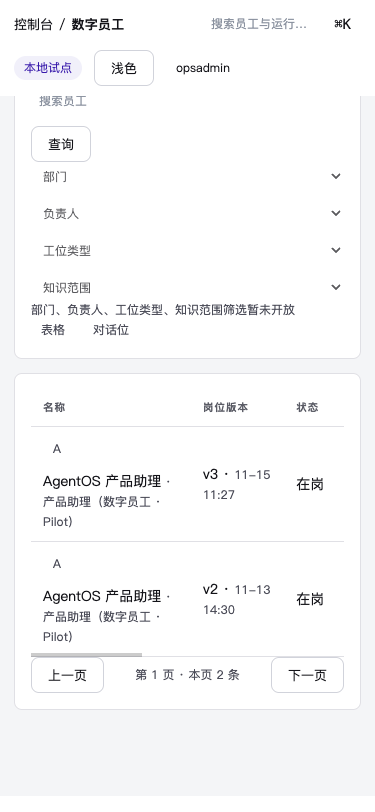 控制台 / 数字员工 搜索员工与运行… ⌘K
本地试点 浅色 opsadmin
搜索员工
查询
部门
负责人
工位类型
知识范围
部门、负责人、工位类型、知识范围筛选暂未开放
表格 对话位
名称 岗位版本 状态
A
AgentOS 产品助理 ·
产品助理（数字员工 ·
Pilot）
v3 · 11-15
11:27
在岗
A
AgentOS 产品助理 ·
产品助理（数字员工 ·
Pilot）
v2 · 11-13
14:30
在岗
上一页 第 1 页 · 本页 2 条 下一页